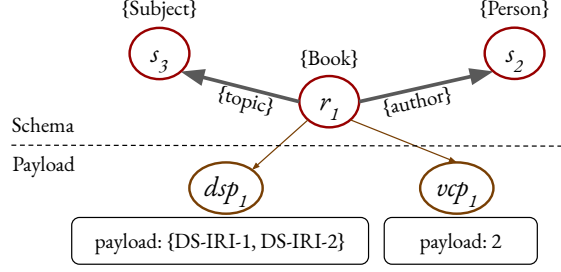 {Subject}
{Person}
s3
{Book}
s2
r1
{topic}
{author}
Schema
Payload
dsp1
vcp1
payload: {DS-IRI-1, DS-IRI-2}
payload: 2